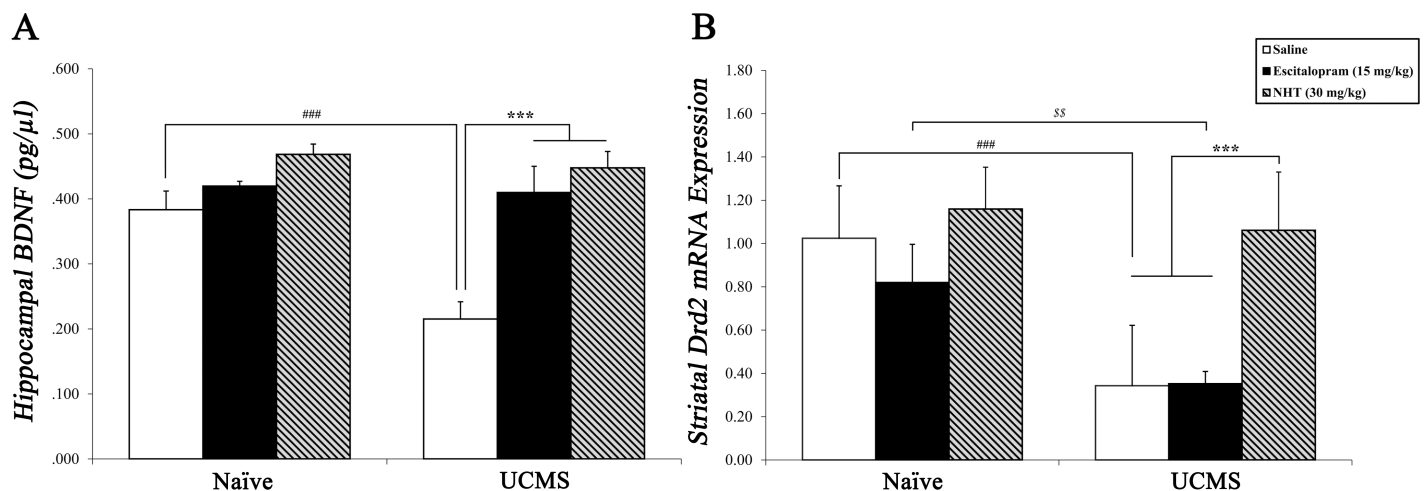 A
Hippocampal BDNF (pg/µl)
.600
.500
.400
.300
.200
.100
.000
###
***
Naïve
UCMS
B
Striatal Drd2 mRNA Expression
1.80
1.60
1.40
1.20
1.00
0.80
0.60
0.40
0.20
0.00
$$
###
***
Naïve
UCMS
Saline
Escitalopram (15 mg/kg)
NHT (30 mg/kg)